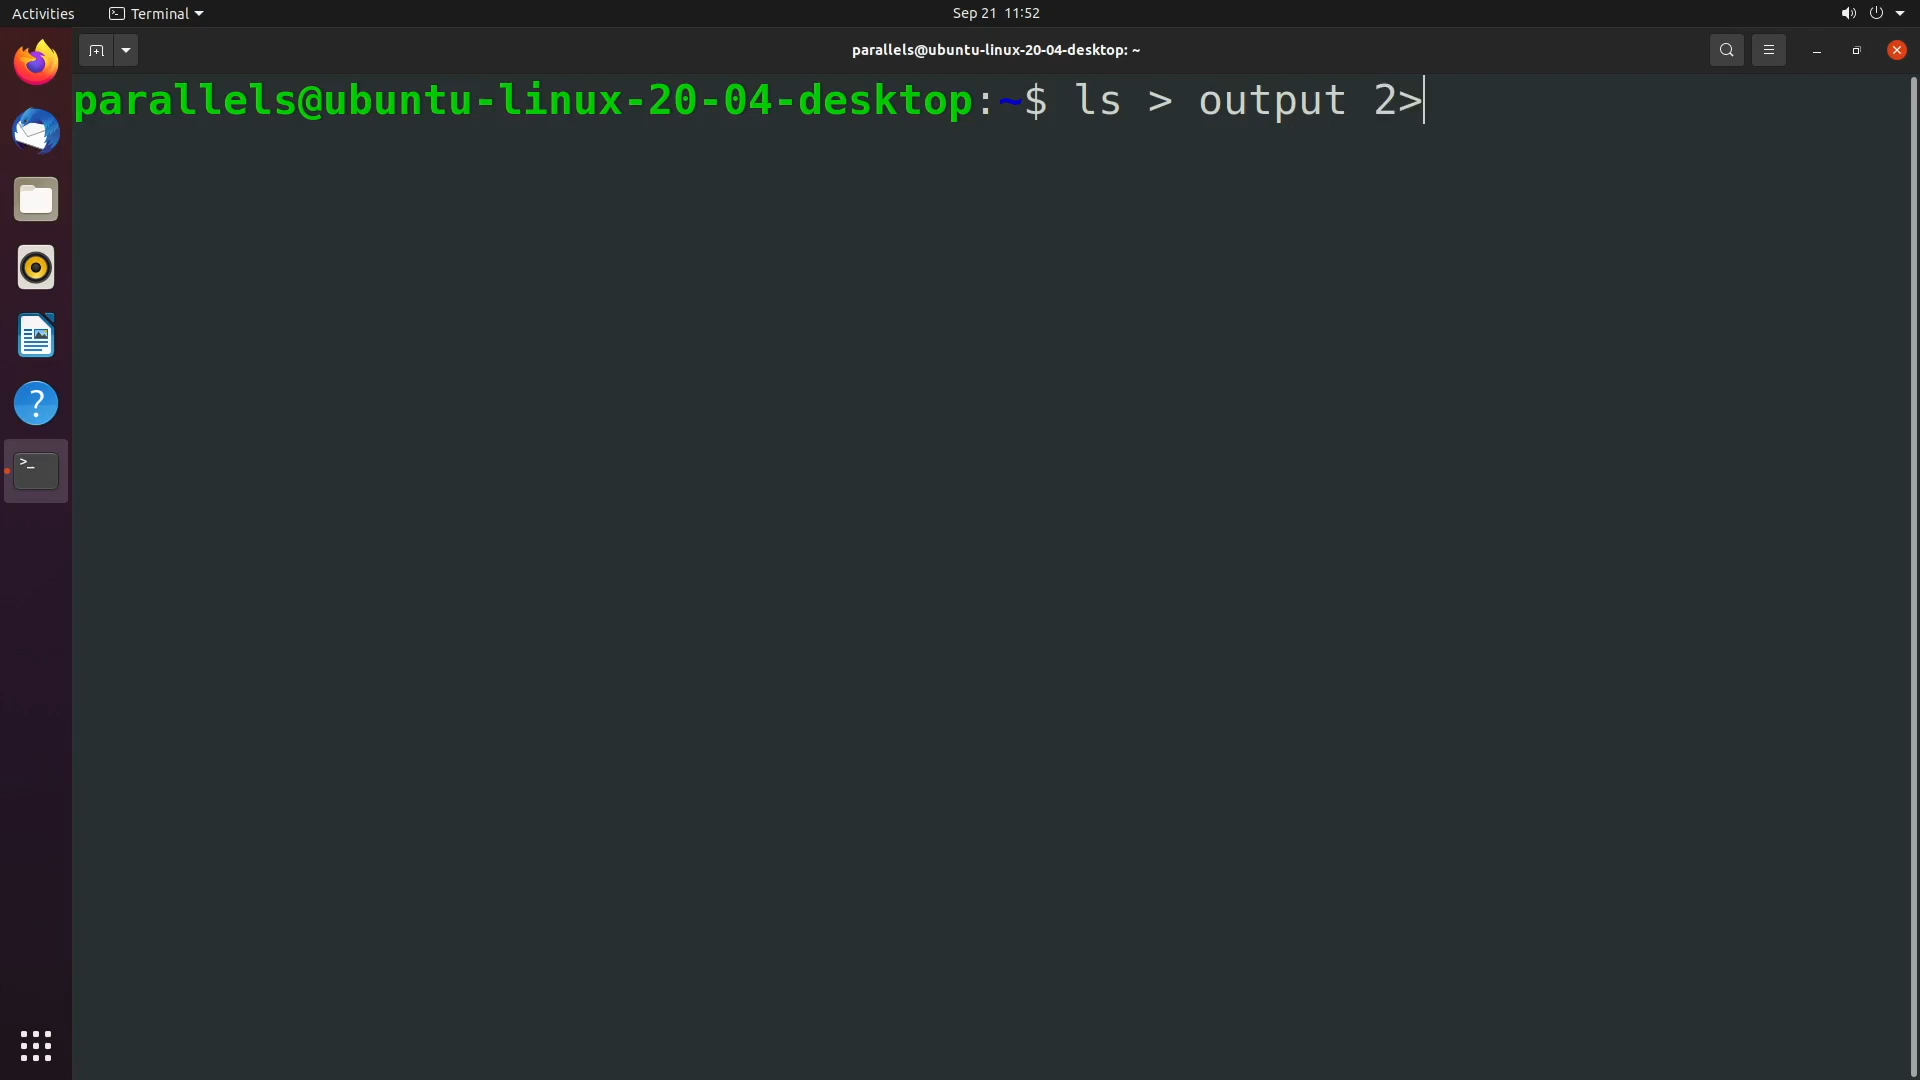 Activities
Terminal
Sep 21 11:52
parallels@ubuntu-linux-20-04-desktop: ~
parallels@ubuntu-linux-20-04-desktop:~$ ls > output 2>
?
>_